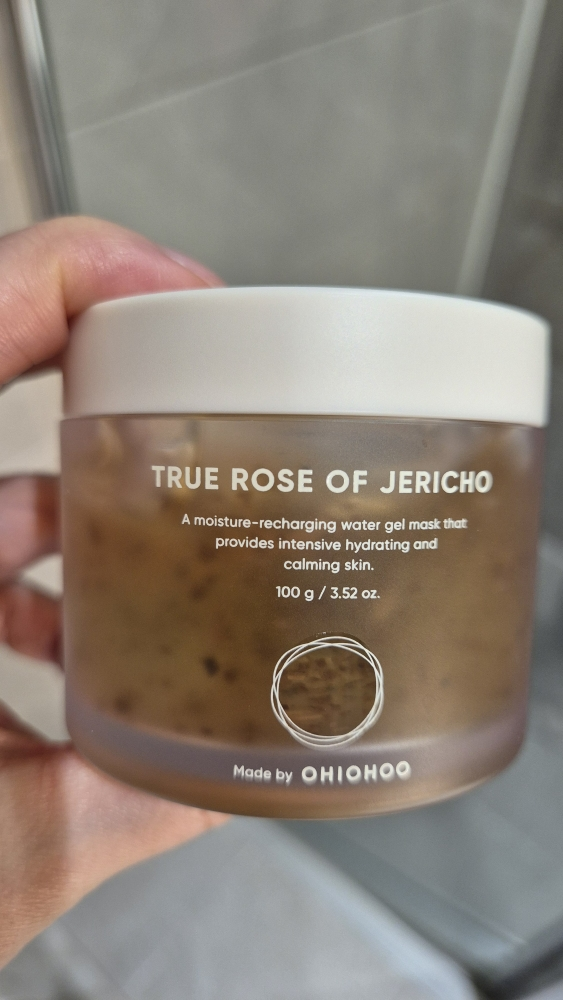 TRUE ROSE OF JERICHO
A moisture-recharging water gel mask that
provides intensive hydrating and
calming skin.
100 g / 3.52 oz.
Made by OHIOHOO